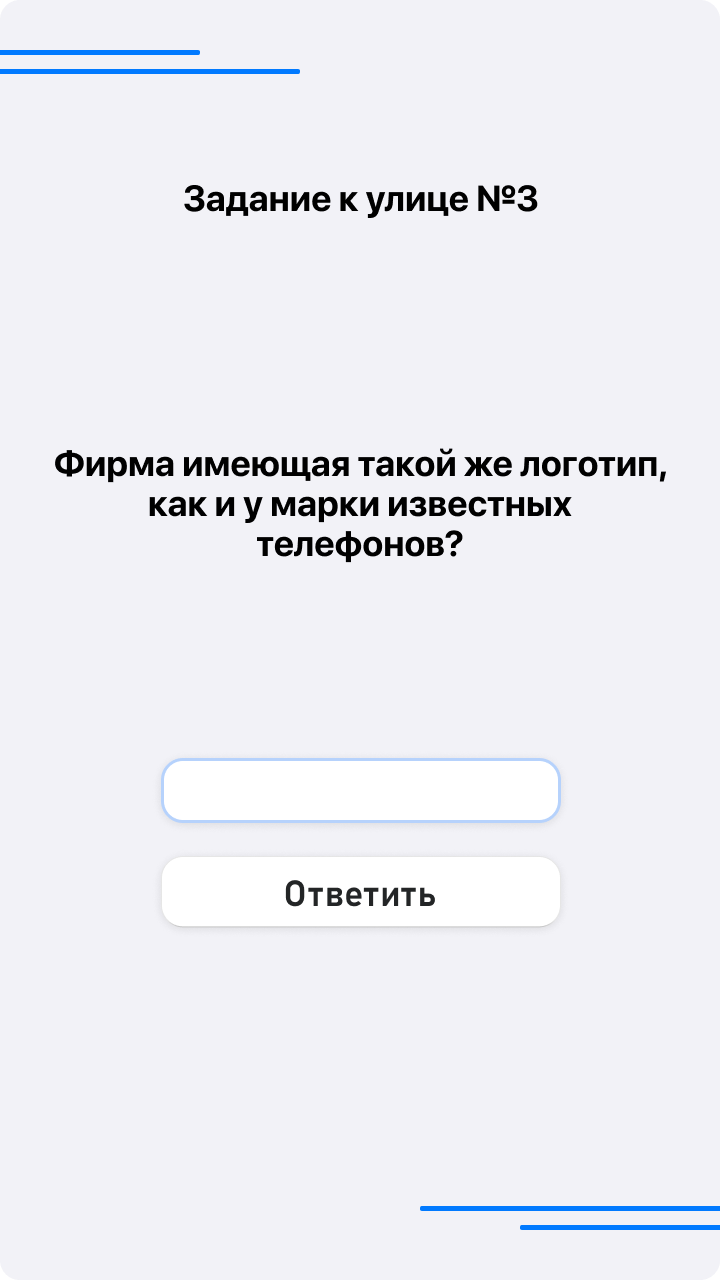 Задание к улице №3
Фирма имеющая такой же логотип,
как и у марки известных
телефонов?
Ответить